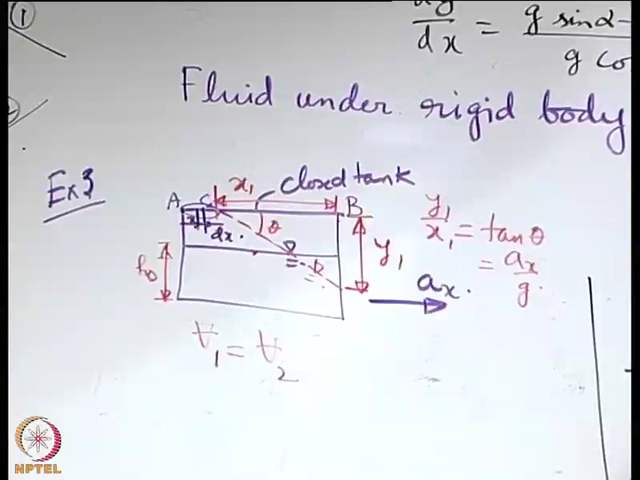 ①
dy/dx = g sinα- / g co
Fluid under rigid body
Ex 3
closed tank
A C x₁ B
x dx θ
h₀
y₁
aₓ
y₁/x₁ = tanθ
= aₓ/g
V₁ = V₂
NPTEL